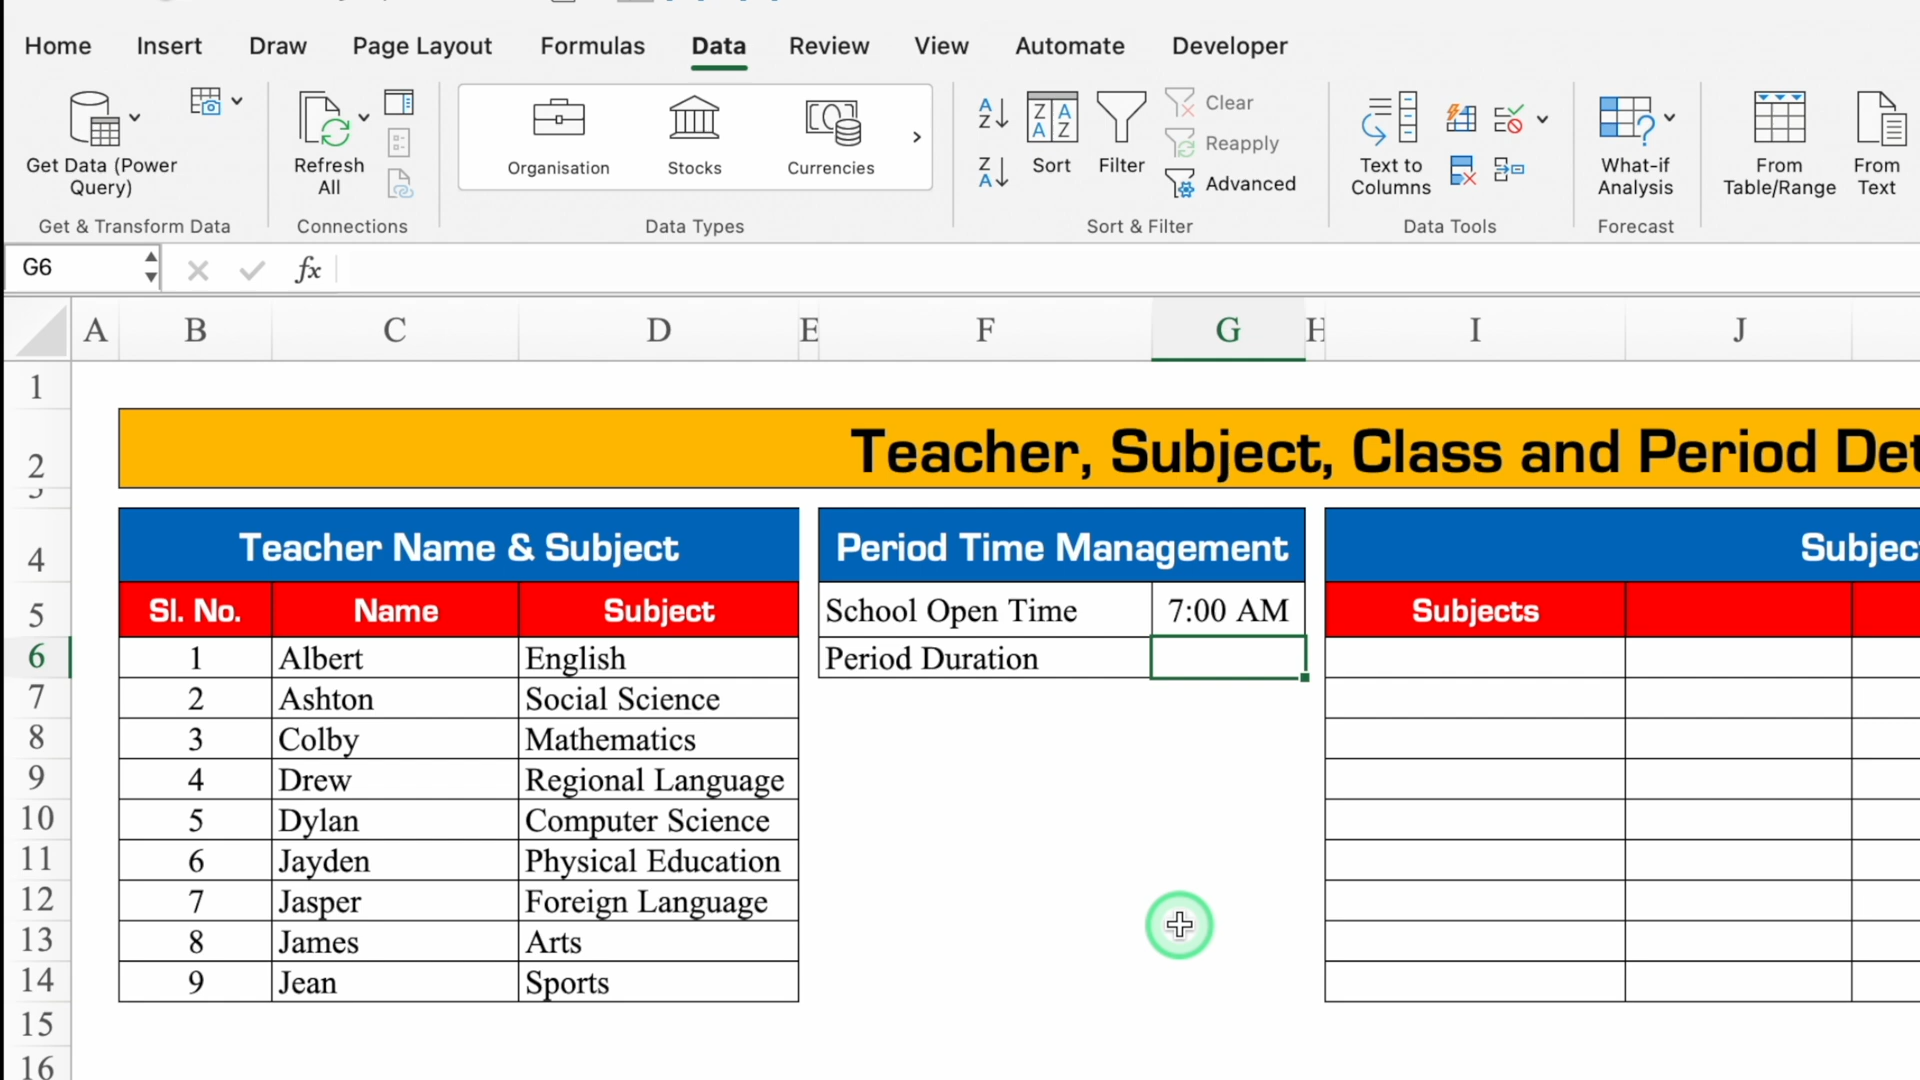 Home Insert Draw Page Layout Formulas Data Review View Automate Developer
Get Data (Power Query)
Refresh All
Organisation Stocks Currencies
Sort Filter
Clear
Reapply
Advanced
Text to Columns
What-if Analysis
From Table/Range
From Text
Get & Transform Data Connections Data Types Sort & Filter Data Tools Forecast
G6 fx
A B C D E F G H I J
1
2 Teacher, Subject, Class and Period Det
3
4 Teacher Name & Subject Period Time Management Subjec
5 Sl. No. Name Subject School Open Time 7:00 AM Subjects
6 1 Albert English Period Duration
7 2 Ashton Social Science
8 3 Colby Mathematics
9 4 Drew Regional Language
10 5 Dylan Computer Science
11 6 Jayden Physical Education
12 7 Jasper Foreign Language
13 8 James Arts
14 9 Jean Sports
15
16